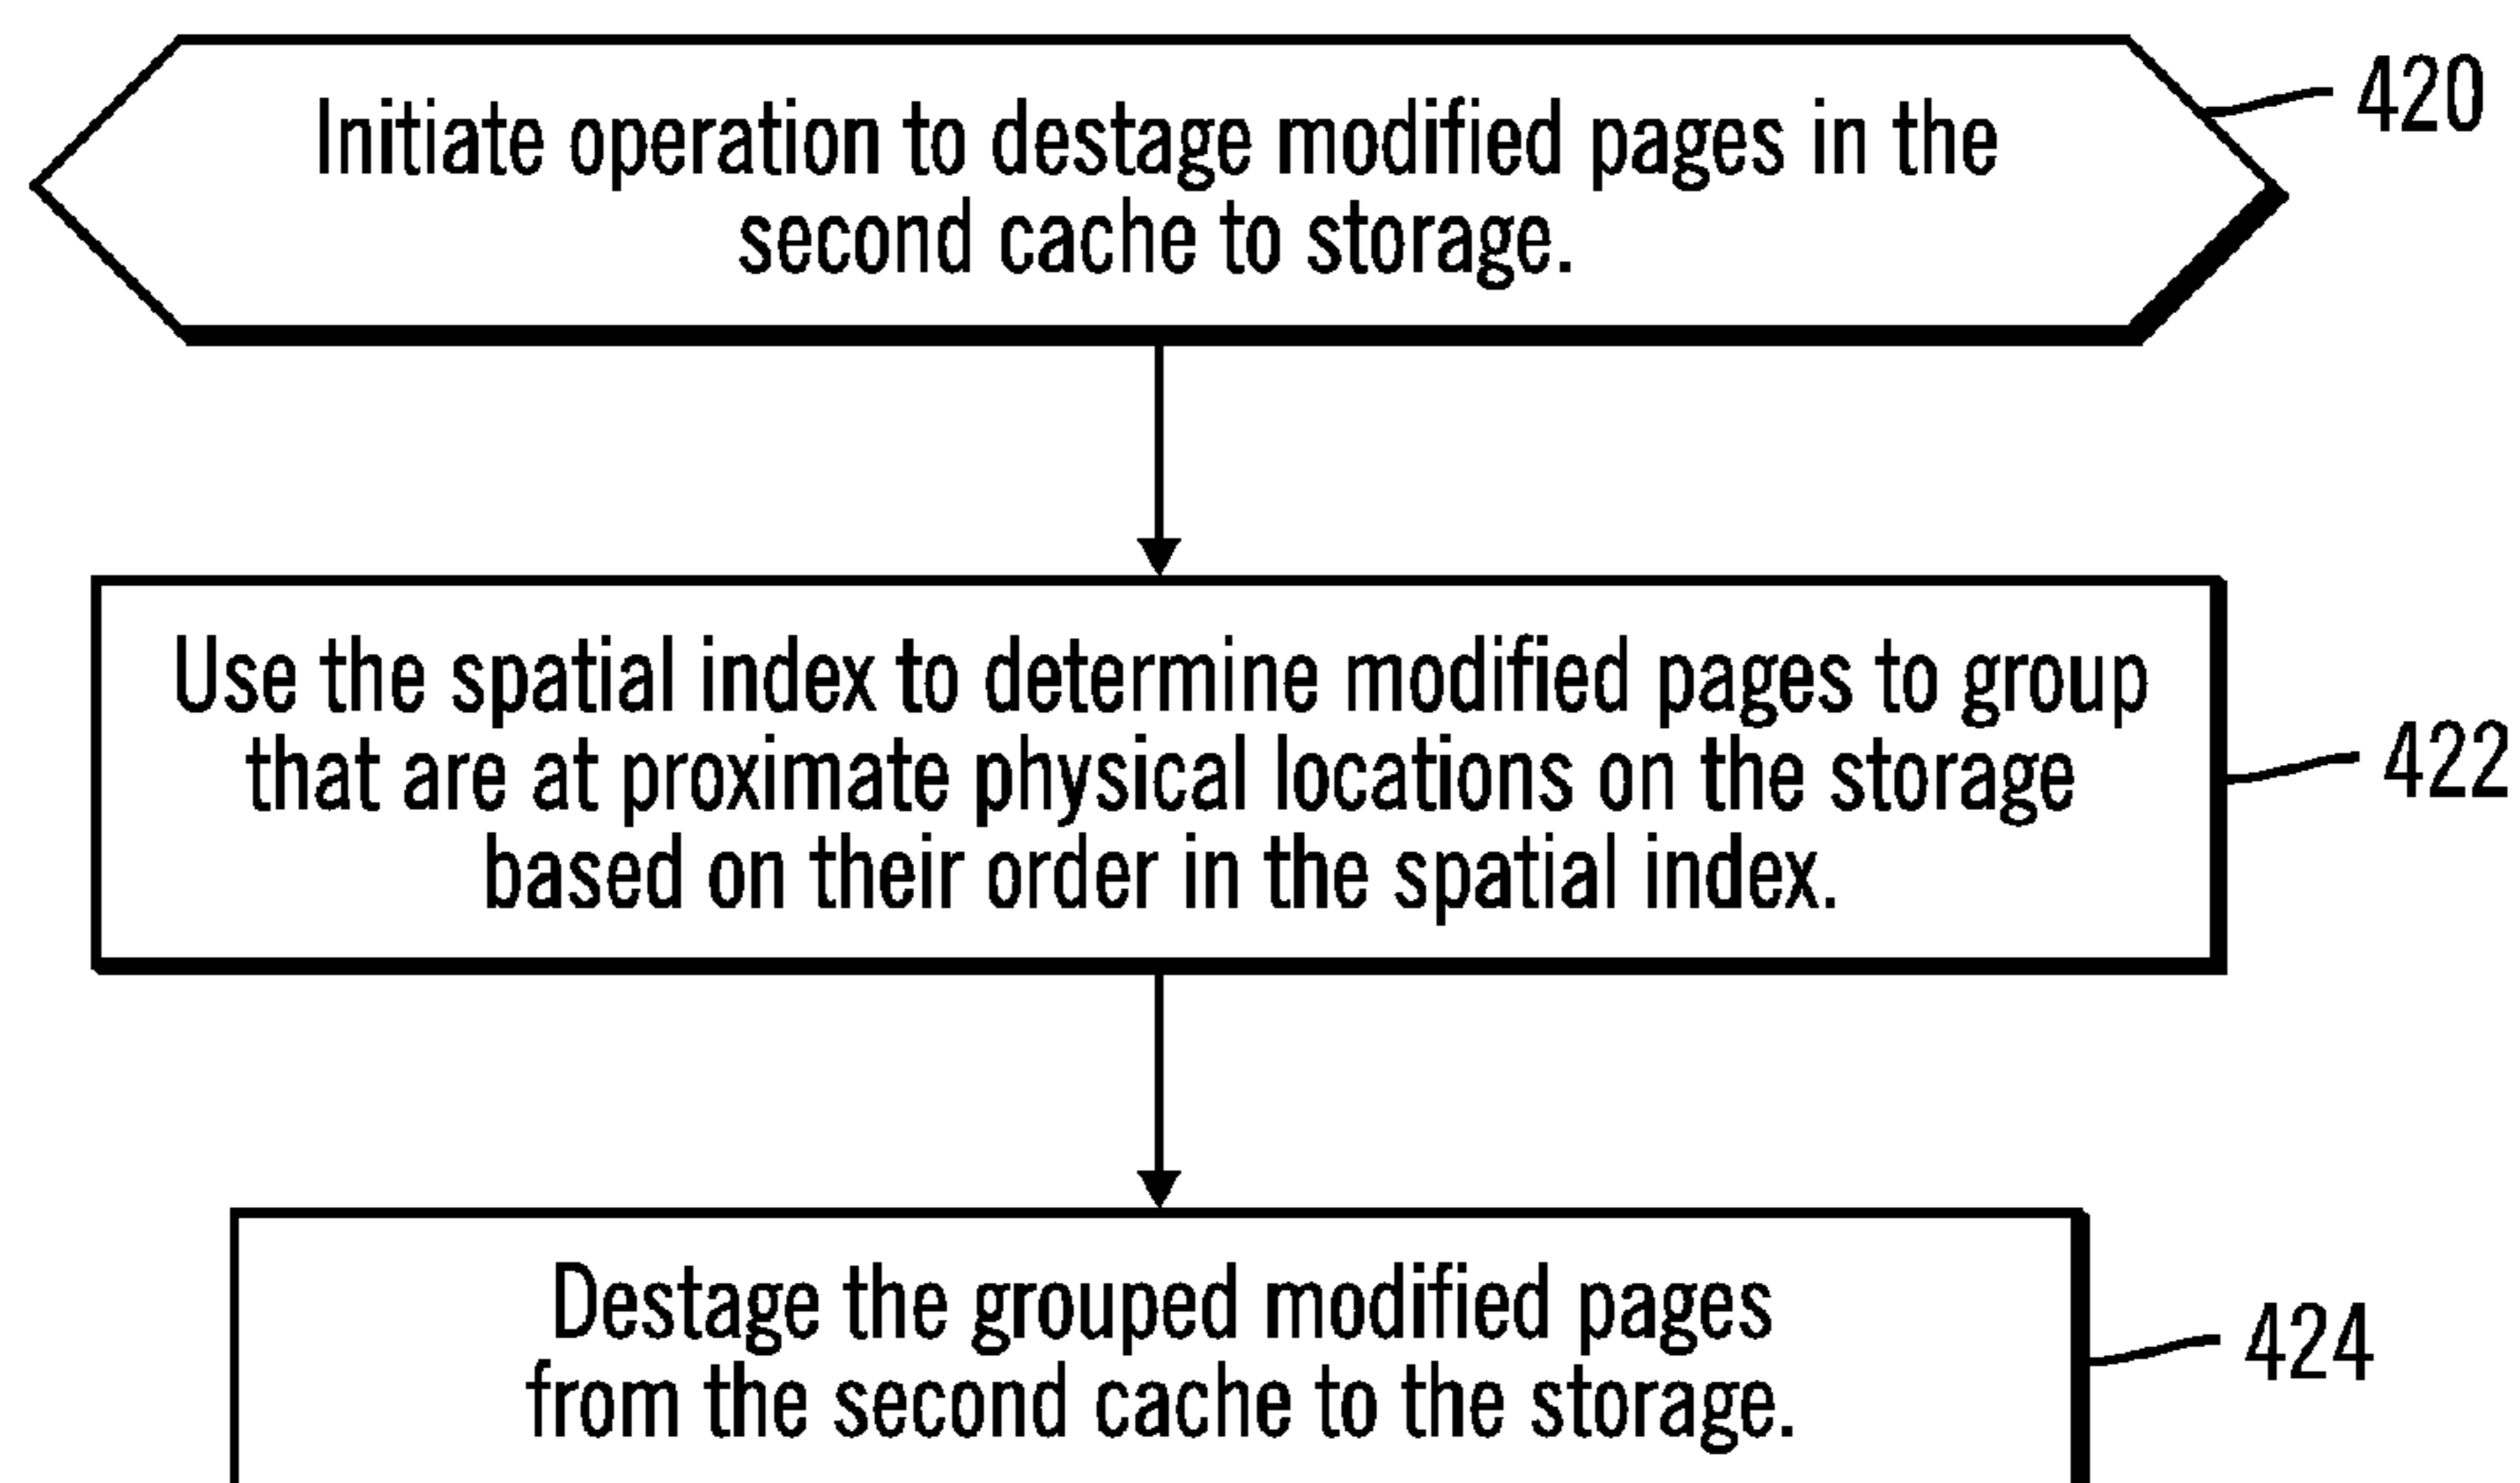 Initiate operation to destage modified pages in the
second cache to storage.
420
Use the spatial index to determine modified pages to group
that are at proximate physical locations on the storage
based on their order in the spatial index.
422
Destage the grouped modified pages
from the second cache to the storage.
424